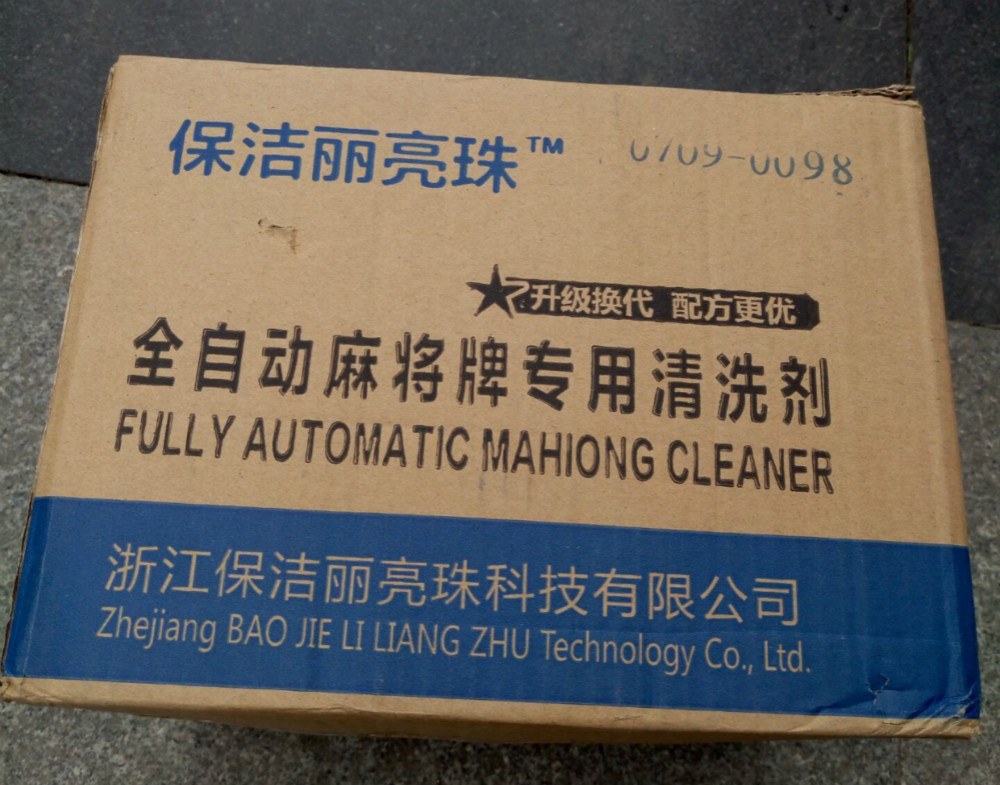 保洁丽亮珠™
升级换代 配方更优
全自动麻将牌专用清洗剂
FULLY AUTOMATIC MAHIONG CLEANER
浙江保洁丽亮珠科技有限公司
Zhejiang BAO JIE LI LIANG ZHU Technology Co., Ltd.